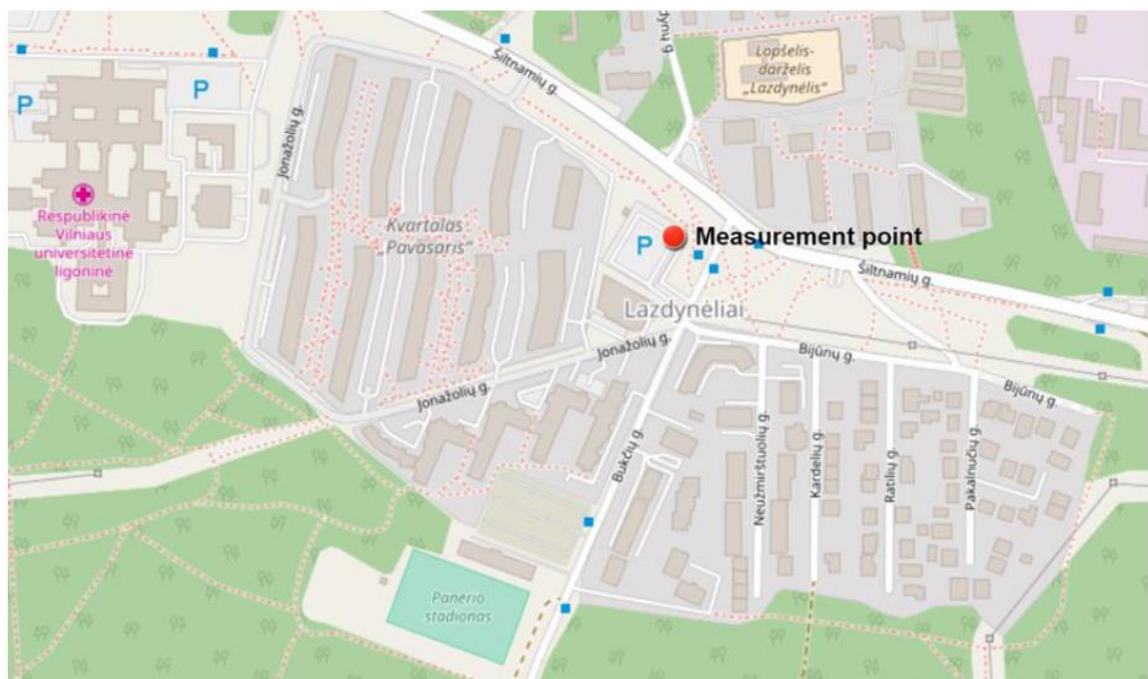 Šiltnamių g.
dynų g
Lopšelis-
darželis
„Lazdynėlis“
P
P
Jonažolių g.
Respublikinė
Vilniaus
universitetinė
ligoninė
Kvartalas
„Pavasaris“
P
Measurement point
Šiltnamių g.
Lazdynėliai
Jonažolių g.
Bijūnų g.
Jonažolių g.
Bijūnų g.
Bukčių g.
Neužmirštuolių g.
Kardelių g.
Ratilių g.
Pakalnučių g.
Panerio
stadionas